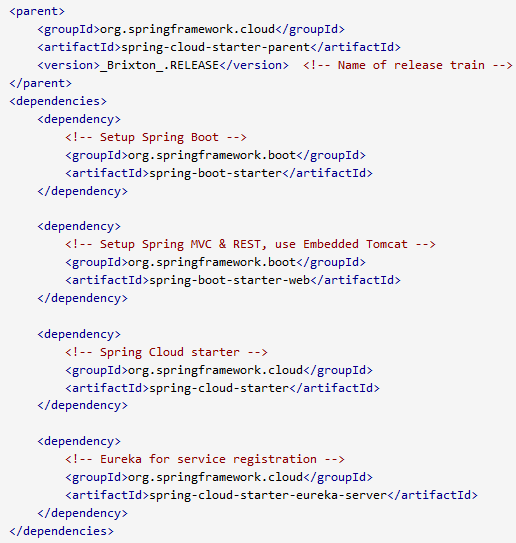 <parent>
    <groupId>org.springframework.cloud</groupId>
    <artifactId>spring-cloud-starter-parent</artifactId>
    <version>_Brixton_.RELEASE</version>  <!-- Name of release train -->
</parent>
<dependencies>
    <dependency>
        <!-- Setup Spring Boot -->
        <groupId>org.springframework.boot</groupId>
        <artifactId>spring-boot-starter</artifactId>
    </dependency>

    <dependency>
        <!-- Setup Spring MVC & REST, use Embedded Tomcat -->
        <groupId>org.springframework.boot</groupId>
        <artifactId>spring-boot-starter-web</artifactId>
    </dependency>

    <dependency>
        <!-- Spring Cloud starter -->
        <groupId>org.springframework.cloud</groupId>
        <artifactId>spring-cloud-starter</artifactId>
    </dependency>

    <dependency>
        <!-- Eureka for service registration -->
        <groupId>org.springframework.cloud</groupId>
        <artifactId>spring-cloud-starter-eureka-server</artifactId>
    </dependency>
</dependencies>